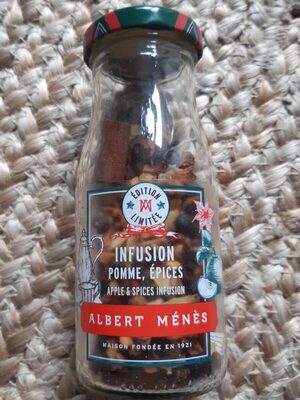 ÉDITION
AM
LIMITÉE
INFUSION
POMME, ÉPICES
APPLE & SPICES INFUSION
ALBERT MÉNÈS
MAISON FONDÉE EN 1921